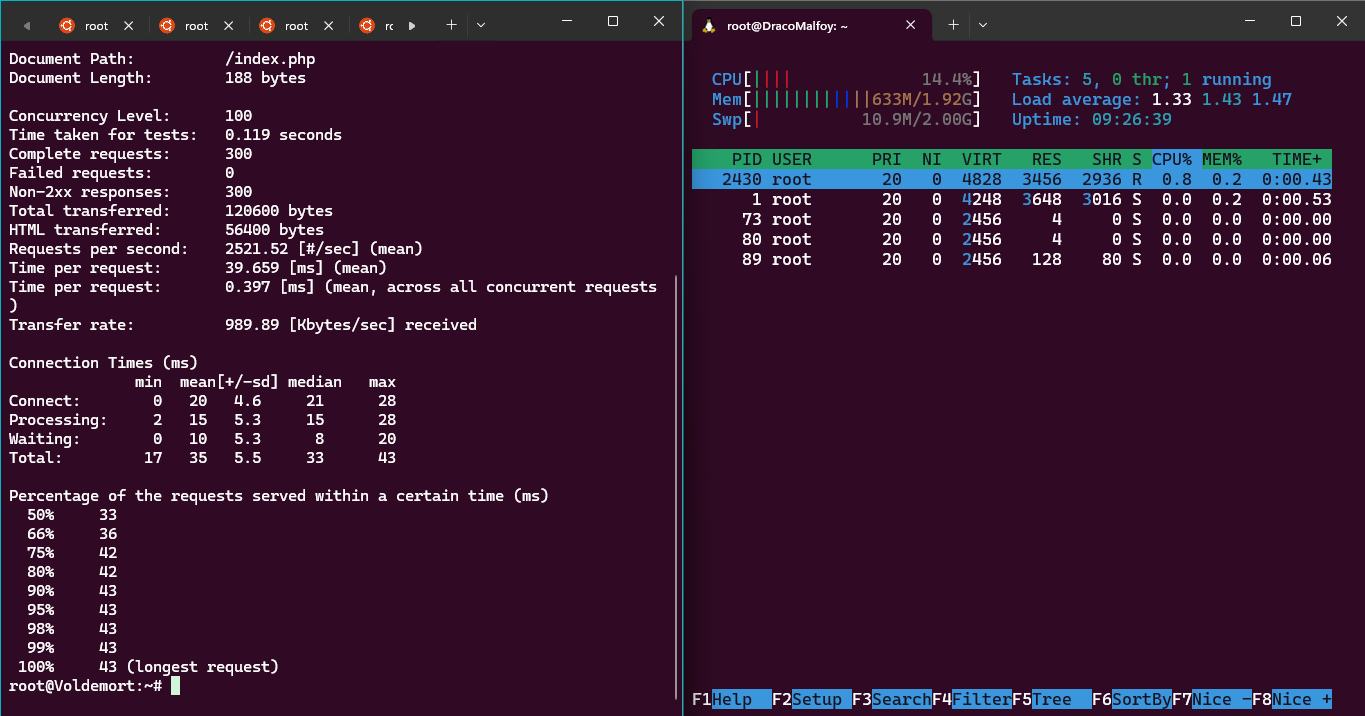 root root root
Document Path: /index.php
Document Length: 188 bytes
Concurrency Level: 100
Time taken for tests: 0.119 seconds
Complete requests: 300
Failed requests: 0
Non-2xx responses: 300
Total transferred: 120600 bytes
HTML transferred: 56400 bytes
Requests per second: 2521.52 [#/sec] (mean)
Time per request: 39.659 [ms] (mean)
Time per request: 0.397 [ms] (mean, across all concurrent requests
)
Transfer rate: 989.89 [Kbytes/sec] received
Connection Times (ms)
min mean[+/-sd] median max
Connect: 0 20 4.6 21 28
Processing: 2 15 5.3 15 28
Waiting: 0 10 5.3 8 20
Total: 17 35 5.5 33 43
Percentage of the requests served within a certain time (ms)
50% 33
66% 36
75% 42
80% 42
90% 43
95% 43
98% 43
99% 43
100% 43 (longest request)
root@Voldemort:~#
root@DracoMalfoy: ~
CPU[|||| 14.4%] Tasks: 5, 0 thr; 1 running
Mem[||||||||||||633M/1.92G] Load average: 1.33 1.43 1.47
Swp[| 10.9M/2.00G] Uptime: 09:26:39
PID USER PRI NI VIRT RES SHR S CPU% MEM% TIME+
2430 root 20 0 4828 3456 2936 R 0.8 0.2 0:00.43
1 root 20 0 4248 3648 3016 S 0.0 0.2 0:00.53
73 root 20 0 2456 4 0 S 0.0 0.0 0:00.00
80 root 20 0 2456 4 0 S 0.0 0.0 0:00.00
89 root 20 0 2456 128 80 S 0.0 0.0 0:00.06
F1Help F2Setup F3SearchF4FilterF5Tree F6SortByF7Nice -F8Nice +